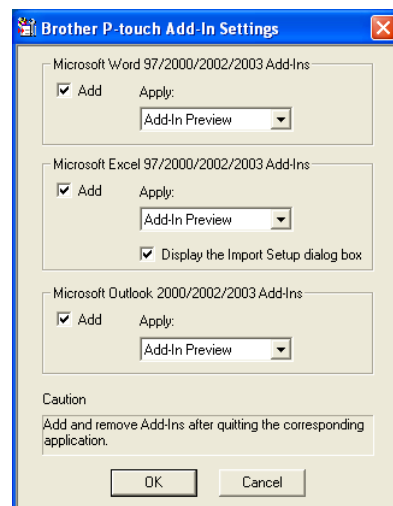 Brother P-touch Add-In Settings
Microsoft Word 97/2000/2002/2003 Add-Ins
Add
Apply:
Add-In Preview
Microsoft Excel 97/2000/2002/2003 Add-Ins
Add
Apply:
Add-In Preview
Display the Import Setup dialog box
Microsoft Outlook 2000/2002/2003 Add-Ins
Add
Apply:
Add-In Preview
Caution
Add and remove Add-Ins after quitting the corresponding
application.
OK
Cancel